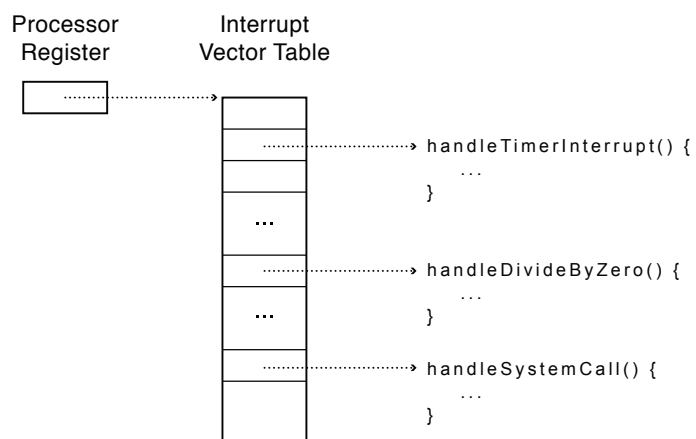 Processor
Register
Interrupt
Vector Table
handleTimerInterrupt() {
...
}
...
handleDivideByZero() {
...
}
...
handleSystemCall() {
...
}